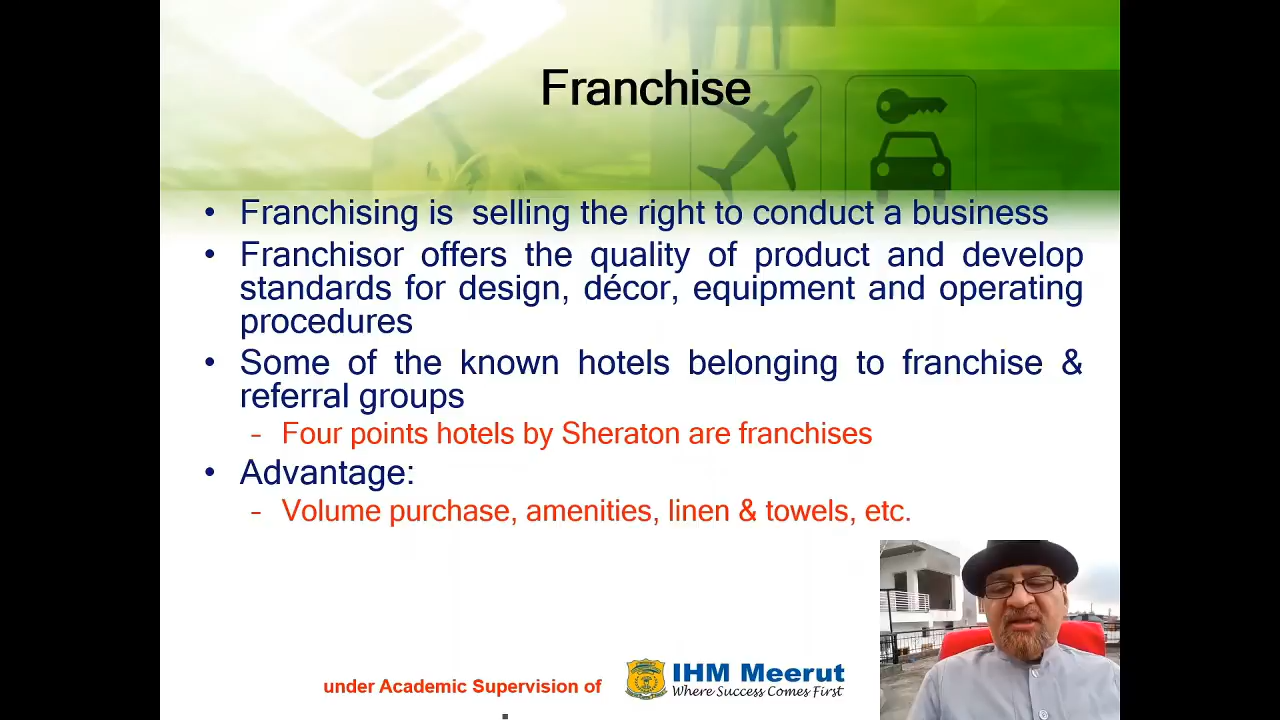 Franchise
• Franchising is selling the right to conduct a business
• Franchisor offers the quality of product and develop
standards for design, décor, equipment and operating
procedures
• Some of the known hotels belonging to franchise &
referral groups
- Four points hotels by Sheraton are franchises
• Advantage:
- Volume purchase, amenities, linen & towels, etc.
under Academic Supervision of
IHM Meerut
Where Success Comes First